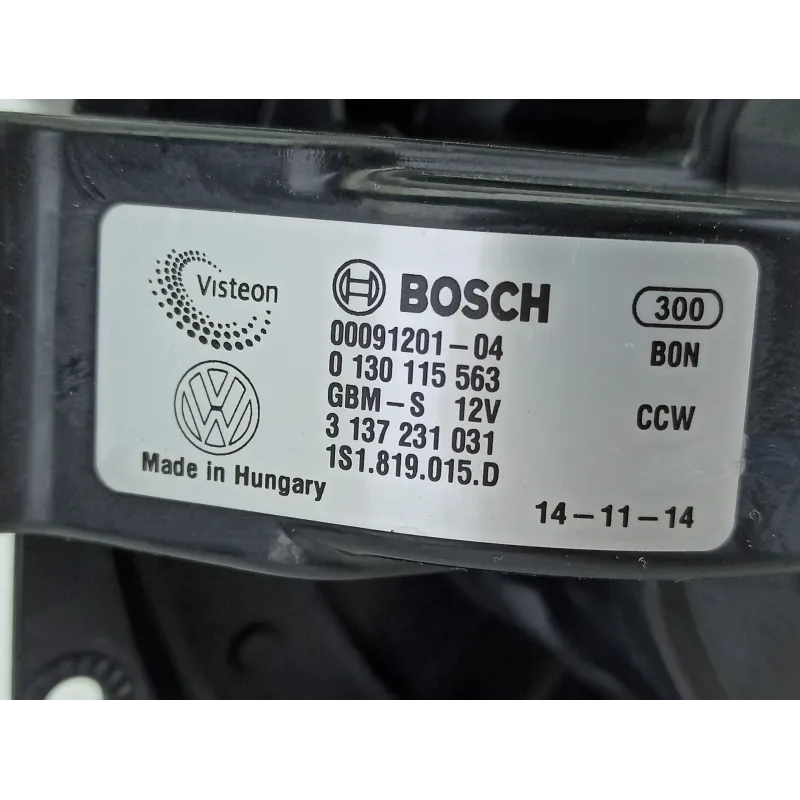 Visteon
BOSCH
300
00091201-04
BON
0 130 115 563
GBM-S 12V
CCW
3 137 231 031
1S1.819.015.D
Made in Hungary
14-11-14